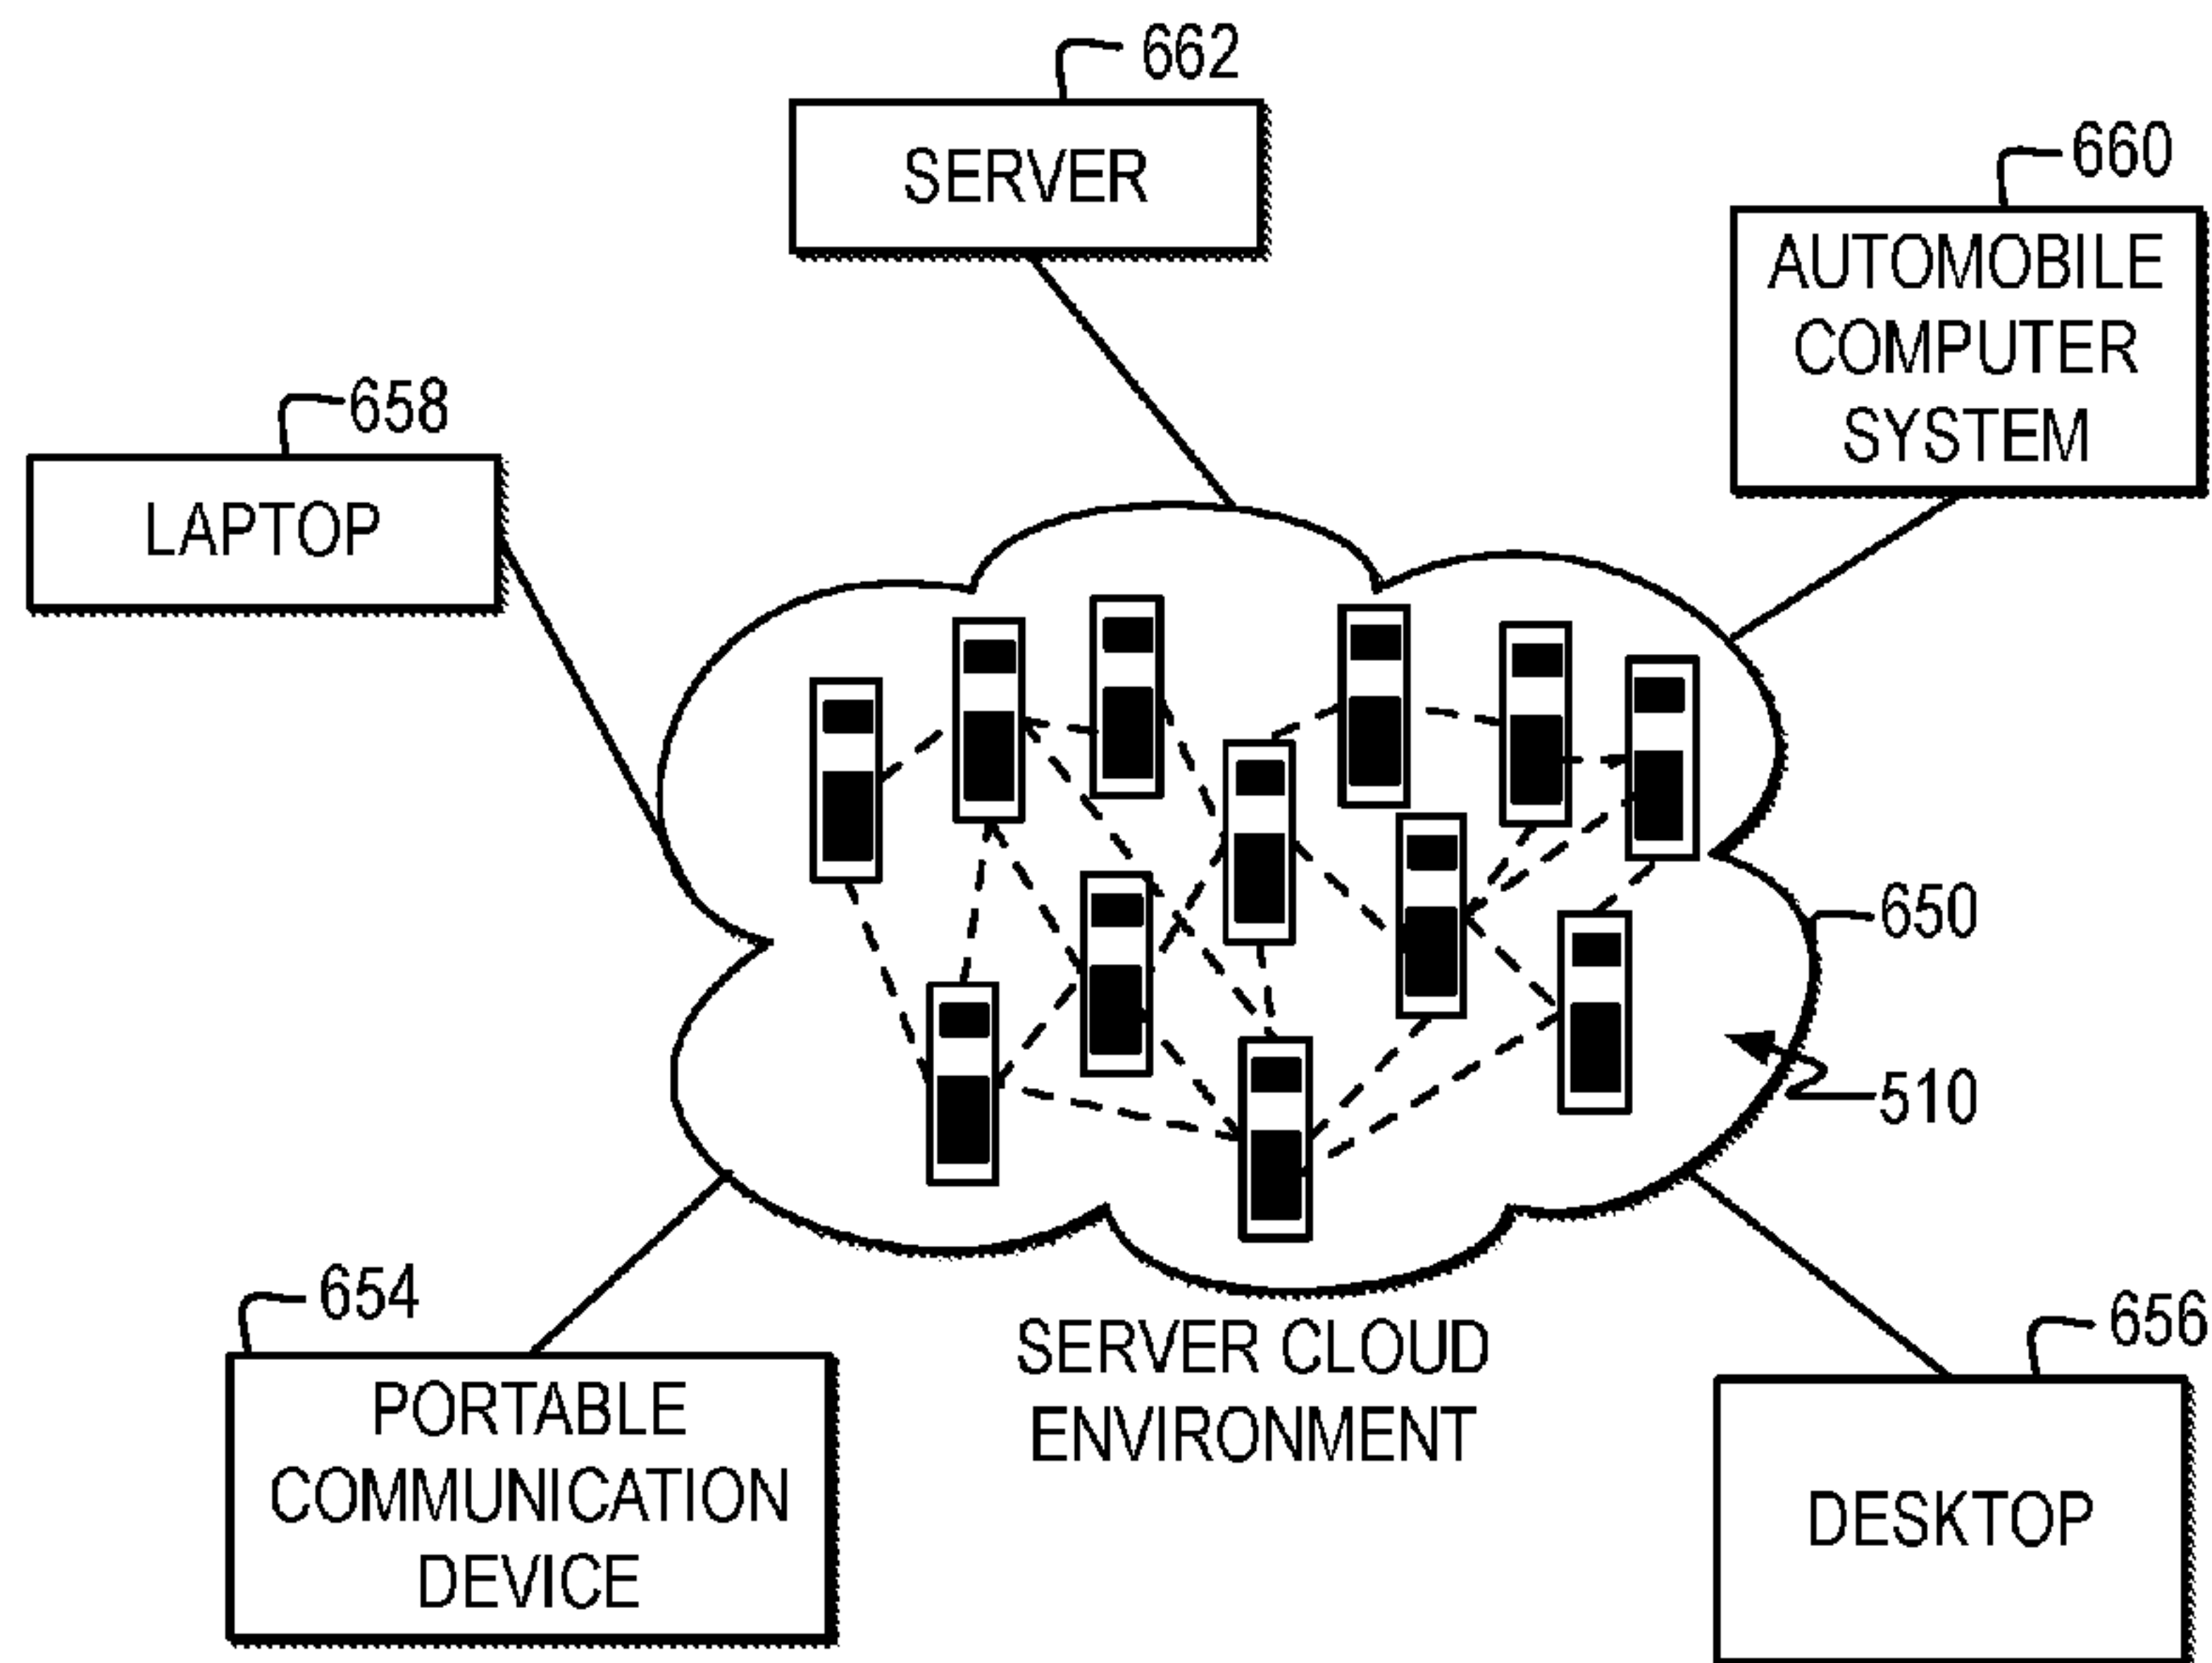 662
SERVER
660
AUTOMOBILE
COMPUTER
SYSTEM
658
LAPTOP
650
510
654
PORTABLE
COMMUNICATION
DEVICE
SERVER CLOUD
ENVIRONMENT
656
DESKTOP